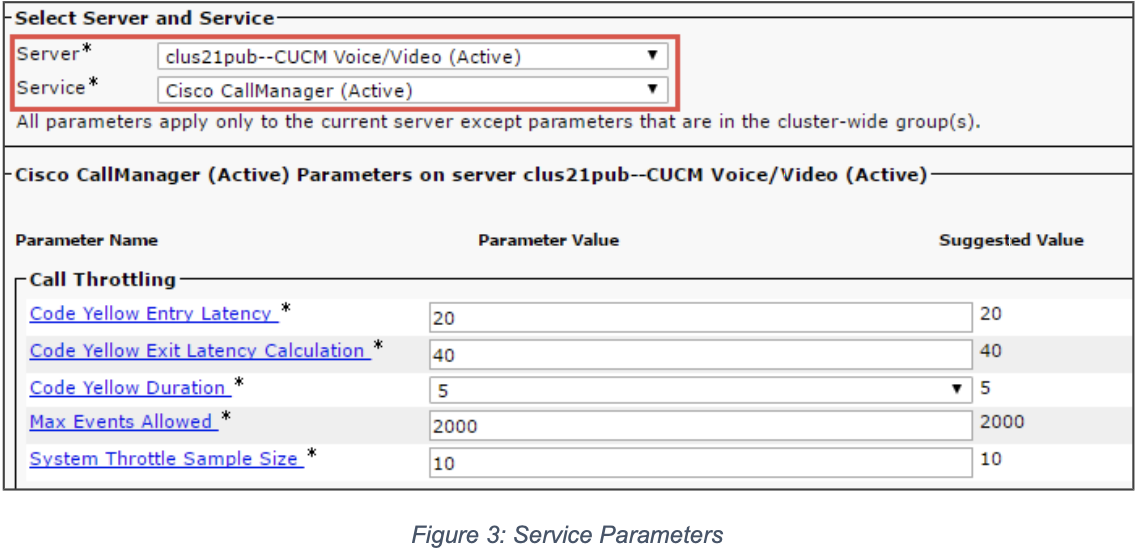 Select Server and Service
Server* clus21pub--CUCM Voice/Video (Active)
Service* Cisco CallManager (Active)
All parameters apply only to the current server except parameters that are in the cluster-wide group(s).
Cisco CallManager (Active) Parameters on server clus21pub--CUCM Voice/Video (Active)
Parameter Name Parameter Value Suggested Value
Call Throttling
Code Yellow Entry Latency * 20 20
Code Yellow Exit Latency Calculation * 40 40
Code Yellow Duration * 5 5
Max Events Allowed * 2000 2000
System Throttle Sample Size * 10 10
Figure 3: Service Parameters